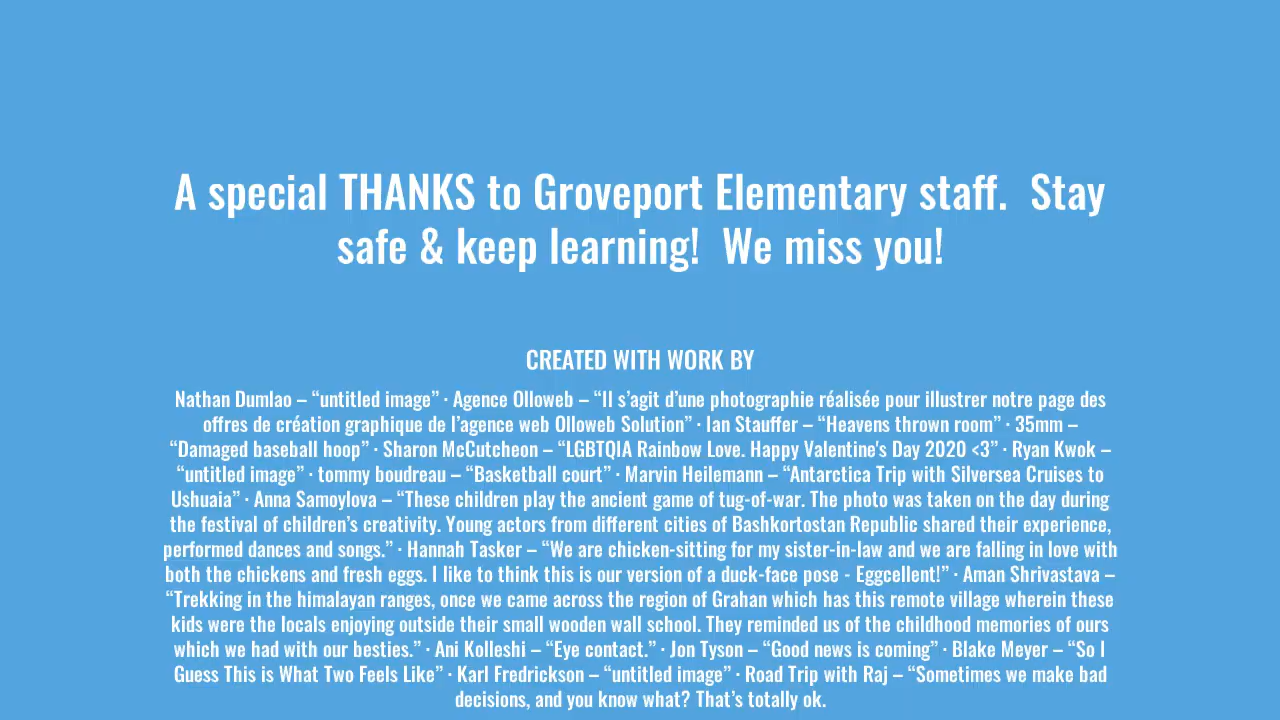 A special THANKS to Groveport Elementary staff.  Stay
safe & keep learning!  We miss you!
CREATED WITH WORK BY
Nathan Dumlao – “untitled image” · Agence Olloweb – “Il s’agit d’une photographie réalisée pour illustrer notre page des
offres de création graphique de l’agence web Olloweb Solution” · Ian Stauffer – “Heavens thrown room” · 35mm –
“Damaged baseball hoop” · Sharon McCutcheon – “LGBTQIA Rainbow Love. Happy Valentine's Day 2020 <3” · Ryan Kwok –
“untitled image” · tommy boudreau – “Basketball court” · Marvin Heilemann – “Antarctica Trip with Silversea Cruises to
Ushuaia” · Anna Samoylova – “These children play the ancient game of tug-of-war. The photo was taken on the day during
the festival of children’s creativity. Young actors from different cities of Bashkortostan Republic shared their experience,
performed dances and songs.” · Hannah Tasker – “We are chicken-sitting for my sister-in-law and we are falling in love with
both the chickens and fresh eggs. I like to think this is our version of a duck-face pose - Eggcellent!” · Aman Shrivastava –
“Trekking in the himalayan ranges, once we came across the region of Grahan which has this remote village wherein these
kids were the locals enjoying outside their small wooden wall school. They reminded us of the childhood memories of ours
which we had with our besties.” · Ani Kolleshi – “Eye contact.” · Jon Tyson – “Good news is coming” · Blake Meyer – “So I
Guess This is What Two Feels Like” · Karl Fredrickson – “untitled image” · Road Trip with Raj – “Sometimes we make bad
decisions, and you know what? That’s totally ok.